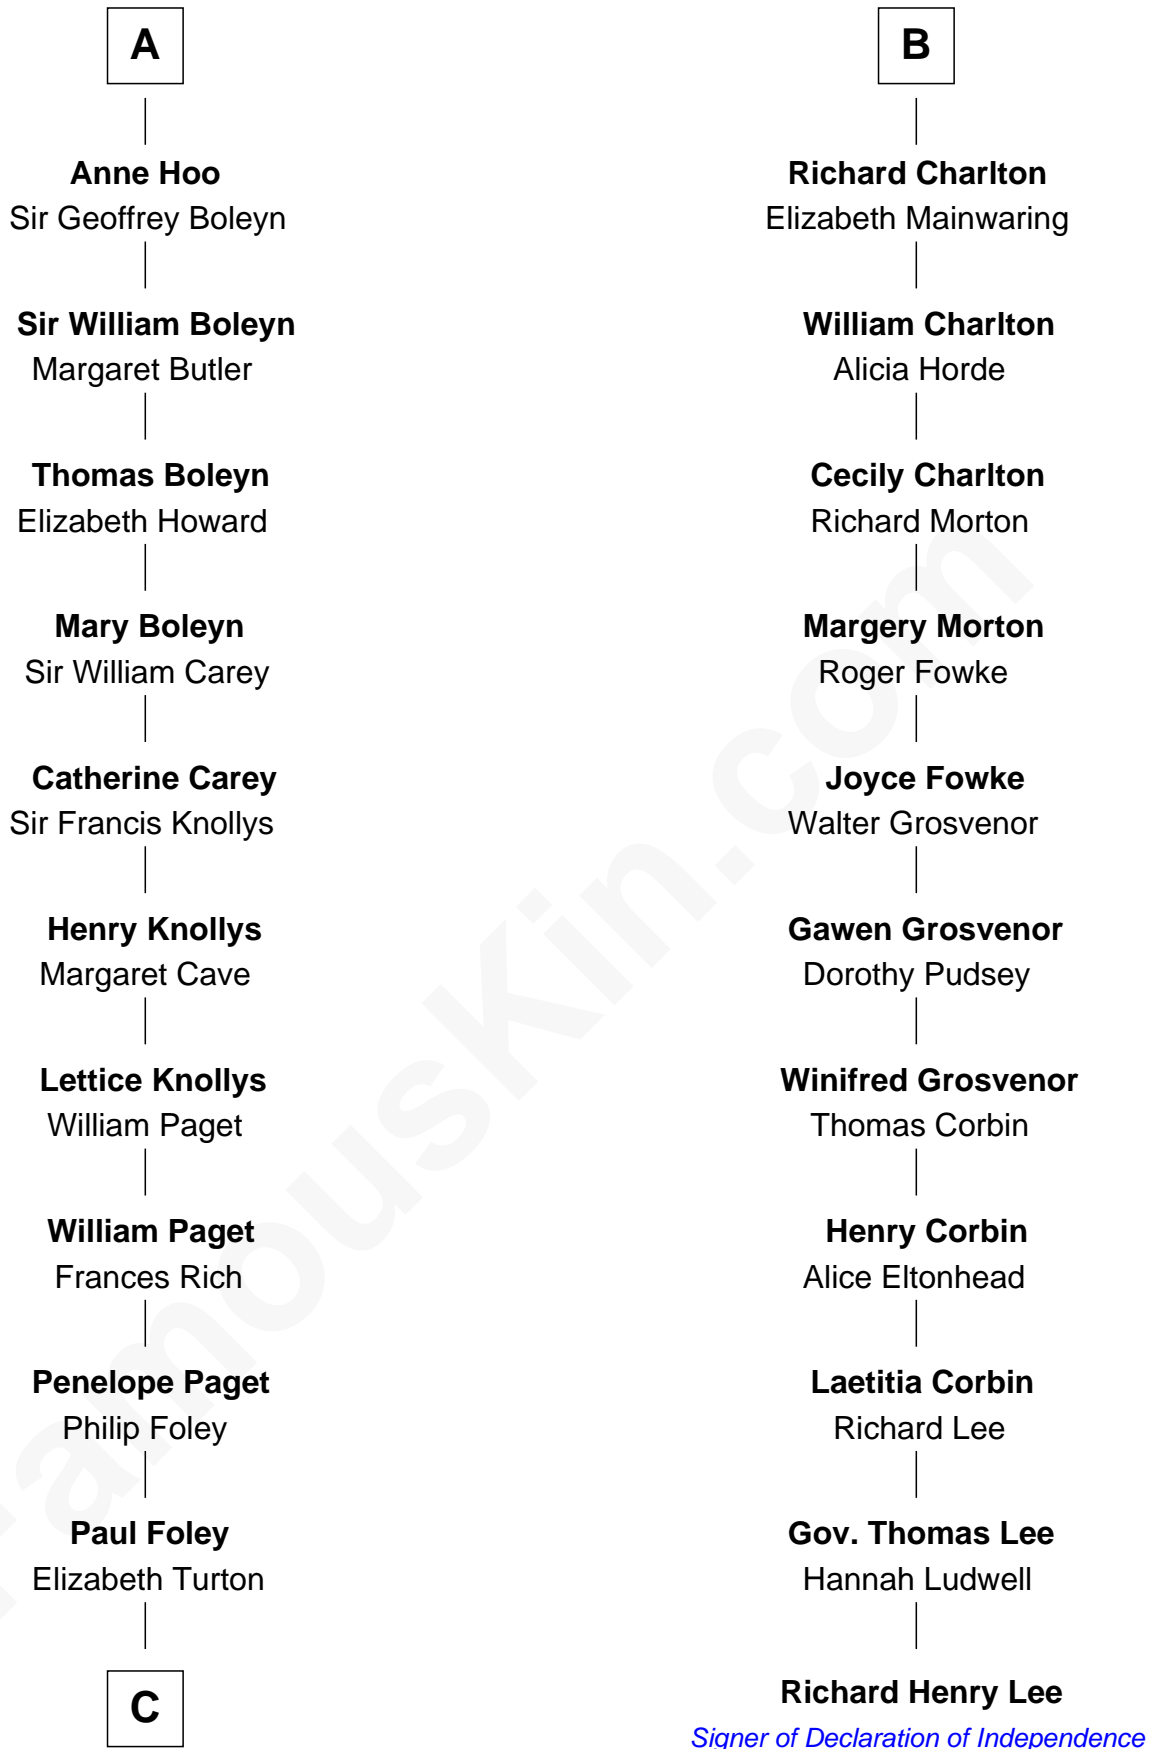 A
Anne Hoo
Sir Geoffrey Boleyn
Sir William Boleyn
Margaret Butler
Thomas Boleyn
Elizabeth Howard
Mary Boleyn
Sir William Carey
Catherine Carey
Sir Francis Knollys
Henry Knollys
Margaret Cave
Lettice Knollys
William Paget
William Paget
Frances Rich
Penelope Paget
Philip Foley
Paul Foley
Elizabeth Turton
C
B
Richard Charlton
Elizabeth Mainwaring
William Charlton
Alicia Horde
Cecily Charlton
Richard Morton
Margery Morton
Roger Fowke
Joyce Fowke
Walter Grosvenor
Gawen Grosvenor
Dorothy Pudsey
Winifred Grosvenor
Thomas Corbin
Henry Corbin
Alice Eltonhead
Laetitia Corbin
Richard Lee
Gov. Thomas Lee
Hannah Ludwell
Richard Henry Lee
Signer of Declaration of Independence
FamousKin.com